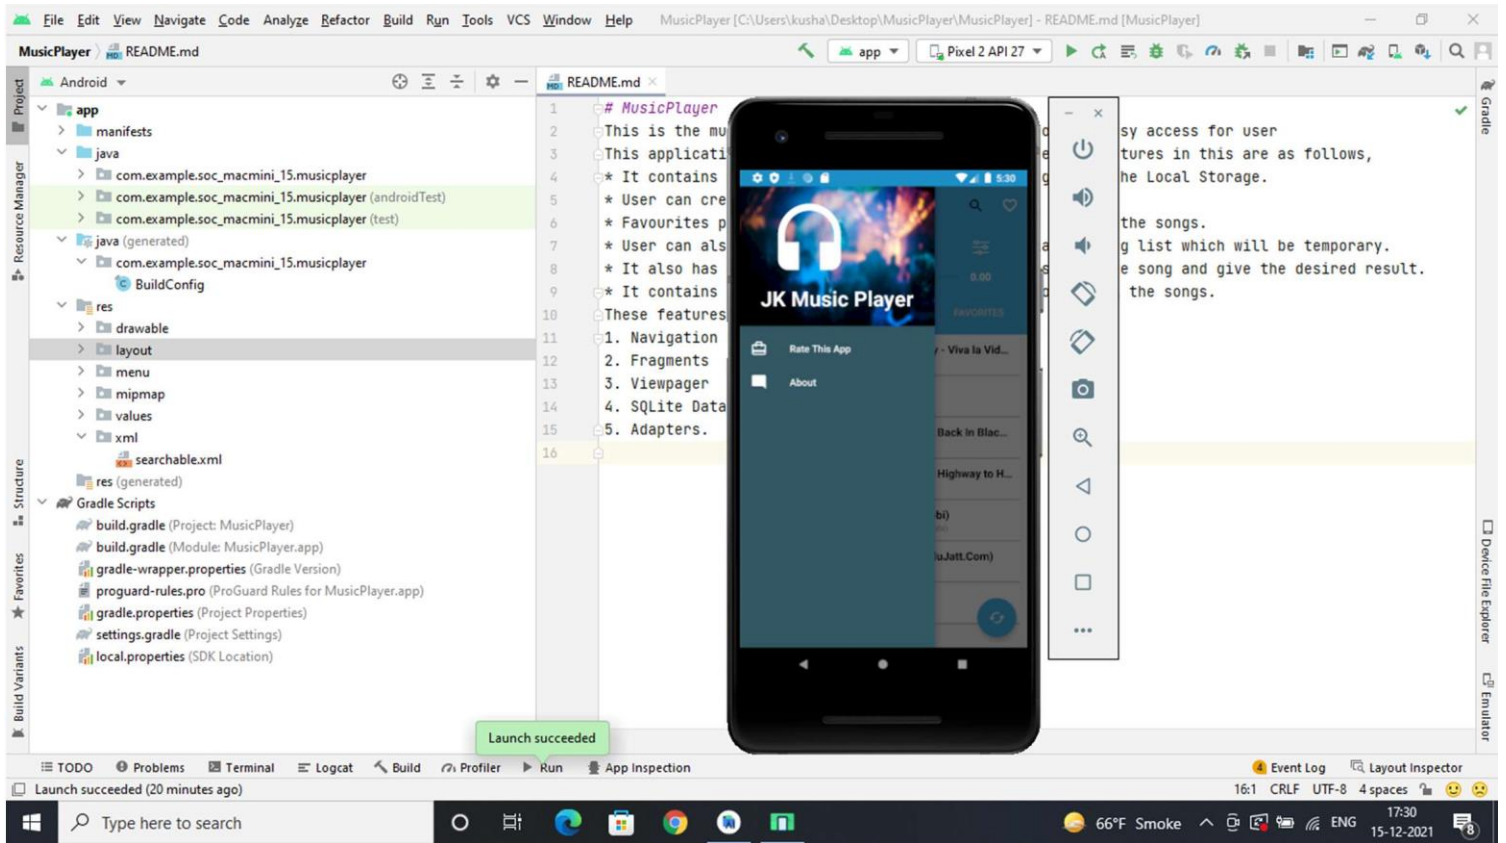 File Edit View Navigate Code Analyze Refactor Build Run Tools VCS Window Help MusicPlayer [C:\Users\kusha\Desktop\MusicPlayer\MusicPlayer] - README.md [MusicPlayer]
MusicPlayer README.md app Pixel 2 API 27
Android README.md
Project
Resource Manager
Structure
Favorites
Build Variants
app
manifests
java
com.example.soc_macmini_15.musicplayer
com.example.soc_macmini_15.musicplayer (androidTest)
com.example.soc_macmini_15.musicplayer (test)
java (generated)
com.example.soc_macmini_15.musicplayer
BuildConfig
res
drawable
layout
menu
mipmap
values
xml
searchable.xml
res (generated)
Gradle Scripts
build.gradle (Project: MusicPlayer)
build.gradle (Module: MusicPlayer.app)
gradle-wrapper.properties (Gradle Version)
proguard-rules.pro (ProGuard Rules for MusicPlayer.app)
gradle.properties (Project Properties)
settings.gradle (Project Settings)
local.properties (SDK Location)
1 # MusicPlayer
2 This is the mu sy access for user
3 This applicati tures in this are as follows,
4 * It contains he Local Storage.
5 * User can cre
6 * Favourites p the songs.
7 * User can als g list which will be temporary.
8 * It also has e song and give the desired result.
9 * It contains the songs.
10 These features
11 1. Navigation
12 2. Fragments
13 3. Viewpager
14 4. SQLite Data
15 5. Adapters.
16
5:30
JK Music Player
0.00
FAVORITES
Rate This App
About
y - Viva la Vid...
Back In Blac...
Highway to H...
bi)
uJatt.Com)
Gradle
Device File Explorer
Emulator
Launch succeeded
TODO Problems Terminal Logcat Build Profiler Run App Inspection 4 Event Log Layout Inspector
Launch succeeded (20 minutes ago) 16:1 CRLF UTF-8 4 spaces
Type here to search 66°F Smoke ENG 17:30
15-12-2021 8